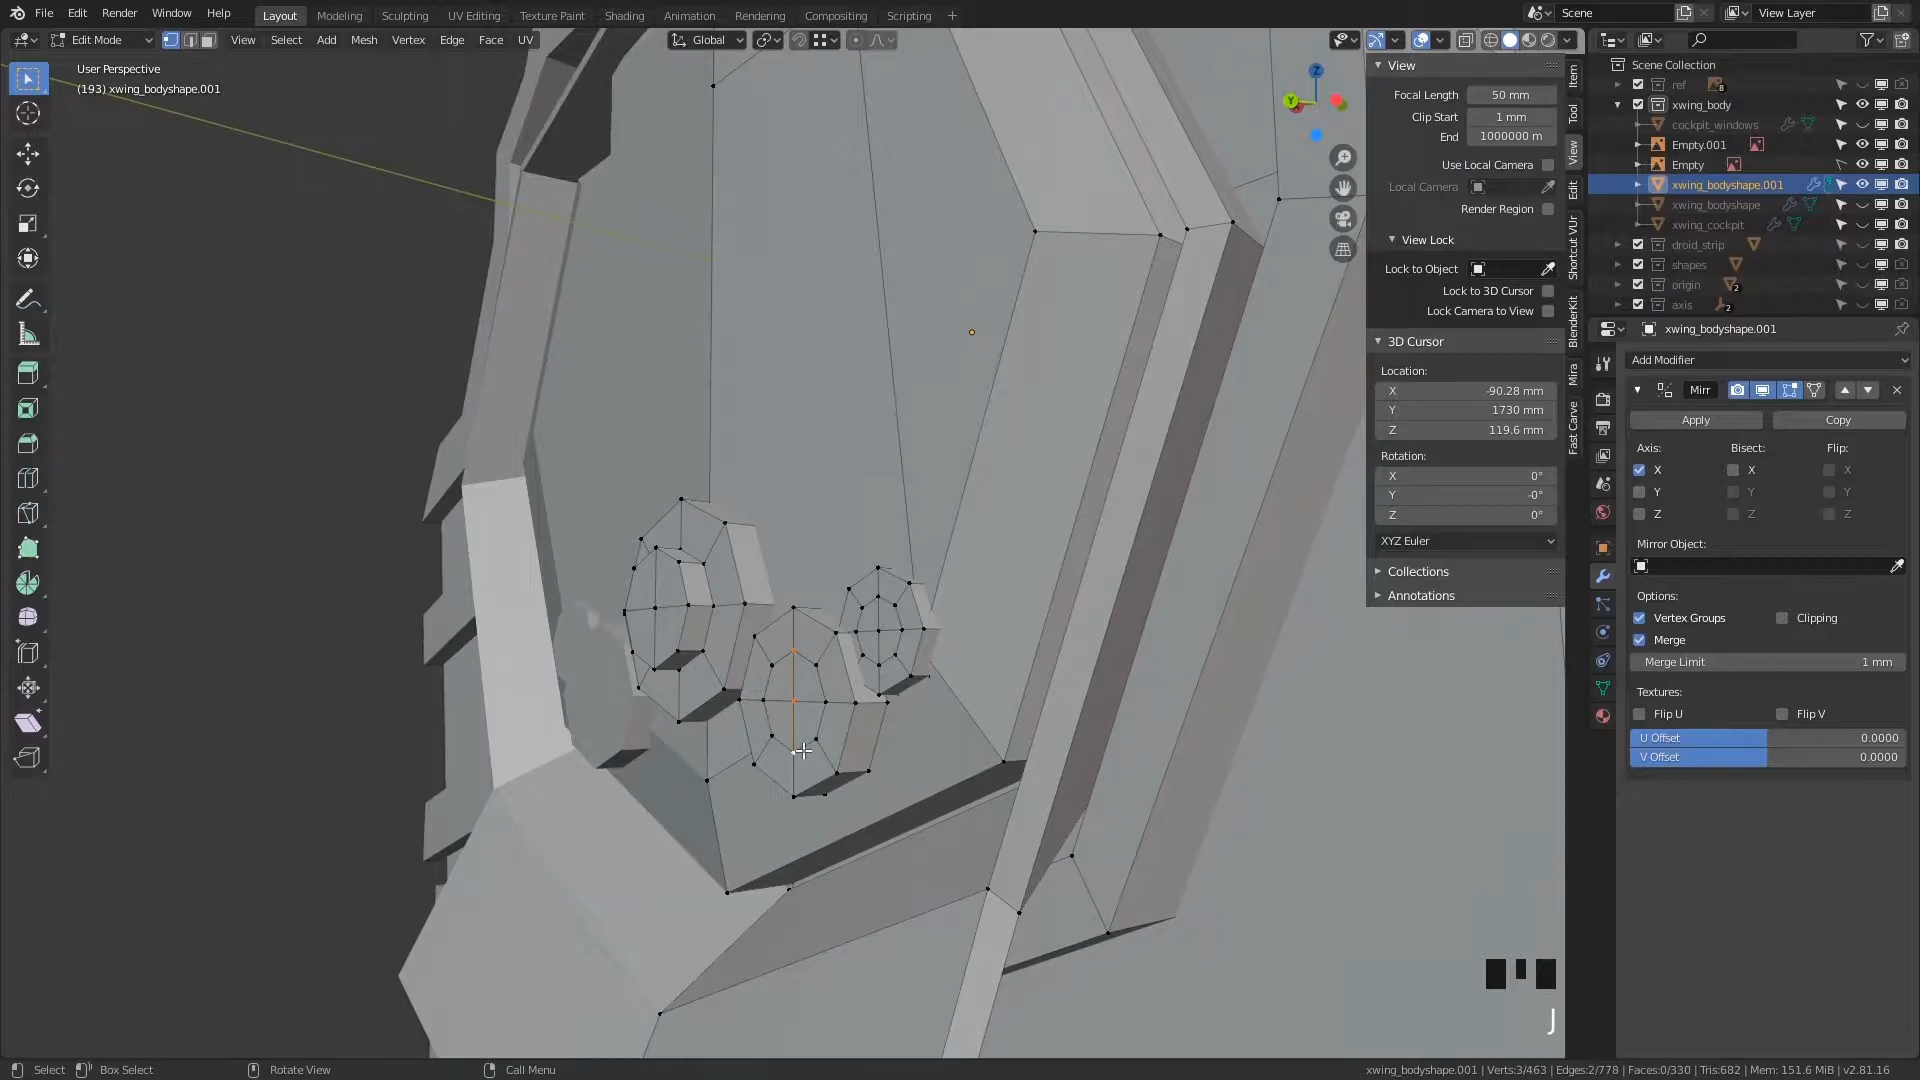 File Edit Render Window Help Layout Modeling Sculpting UV Editing Texture Paint Shading Animation Rendering Compositing Scripting + Scene View Layer
Edit Mode View Select Add Mesh Vertex Edge Face UV Global
User Perspective
(193) xwing_bodyshape.001
Z
Y
View
Focal Length 50 mm
Clip Start 1 mm
End 1000000 m
Use Local Camera
Local Camera
Render Region
View Lock
Lock to Object
Lock to 3D Cursor
Lock Camera to View
3D Cursor
Location:
X -90.28 mm
Y 1730 mm
Z 119.6 mm
Rotation:
X 0°
Y -0°
Z 0°
XYZ Euler
Collections
Annotations
Item
Tool
View
Edit
Shortcut VUr
BlenderKit
Mira
Fast Carve
Scene Collection
ref 8
xwing_body
cockpit_windows
Empty.001
Empty
xwing_bodyshape.001
xwing_bodyshape
xwing_cockpit
droid_strip
shapes
origin 2
axis 2
xwing_bodyshape.001
Add Modifier
Mirr
Apply Copy
Axis: Bisect: Flip:
X X X
Y Y Y
Z Z Z
Mirror Object:
Options:
Vertex Groups Clipping
Merge
Merge Limit 1 mm
Textures:
Flip U Flip V
U Offset 0.0000
V Offset 0.0000
J
Select Box Select Rotate View Call Menu xwing_bodyshape.001 | Verts:3/463 | Edges:2/778 | Faces:0/330 | Tris:682 | Mem: 151.6 MiB | v2.81.16